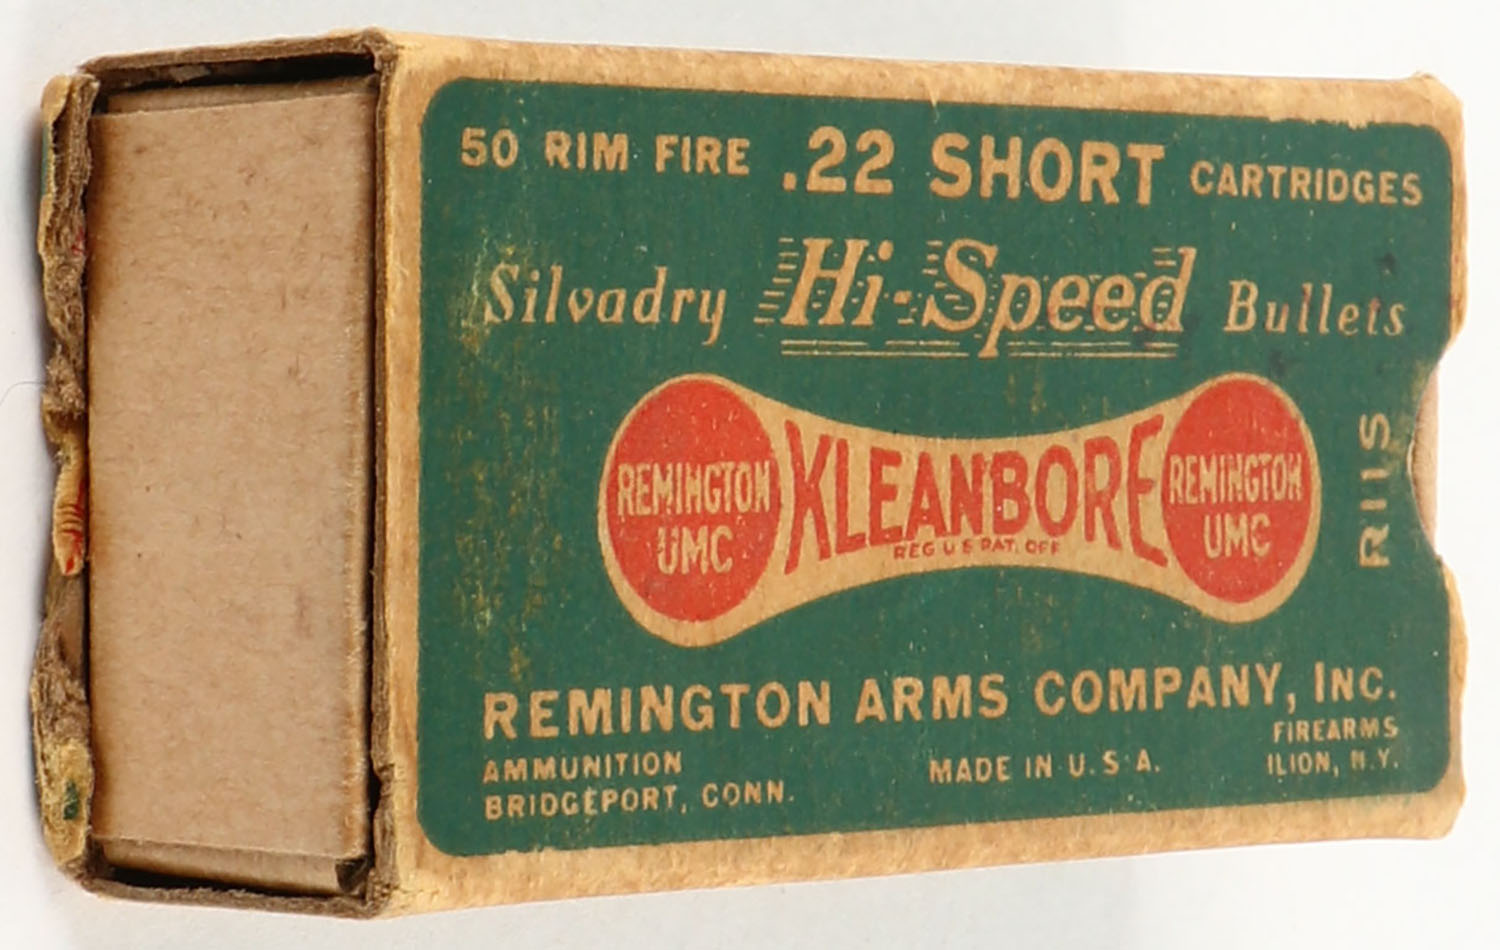 50 RIM FIRE .22 SHORT CARTRIDGES
Silvadry Hi-Speed Bullets
REMINGTON
UMC
KLEANBORE
REG U S PAT. OFF
REMINGTON
UMC
R11S
REMINGTON ARMS COMPANY, INC.
AMMUNITION
BRIDGEPORT, CONN.
MADE IN U.S.A.
FIREARMS
ILION, N.Y.